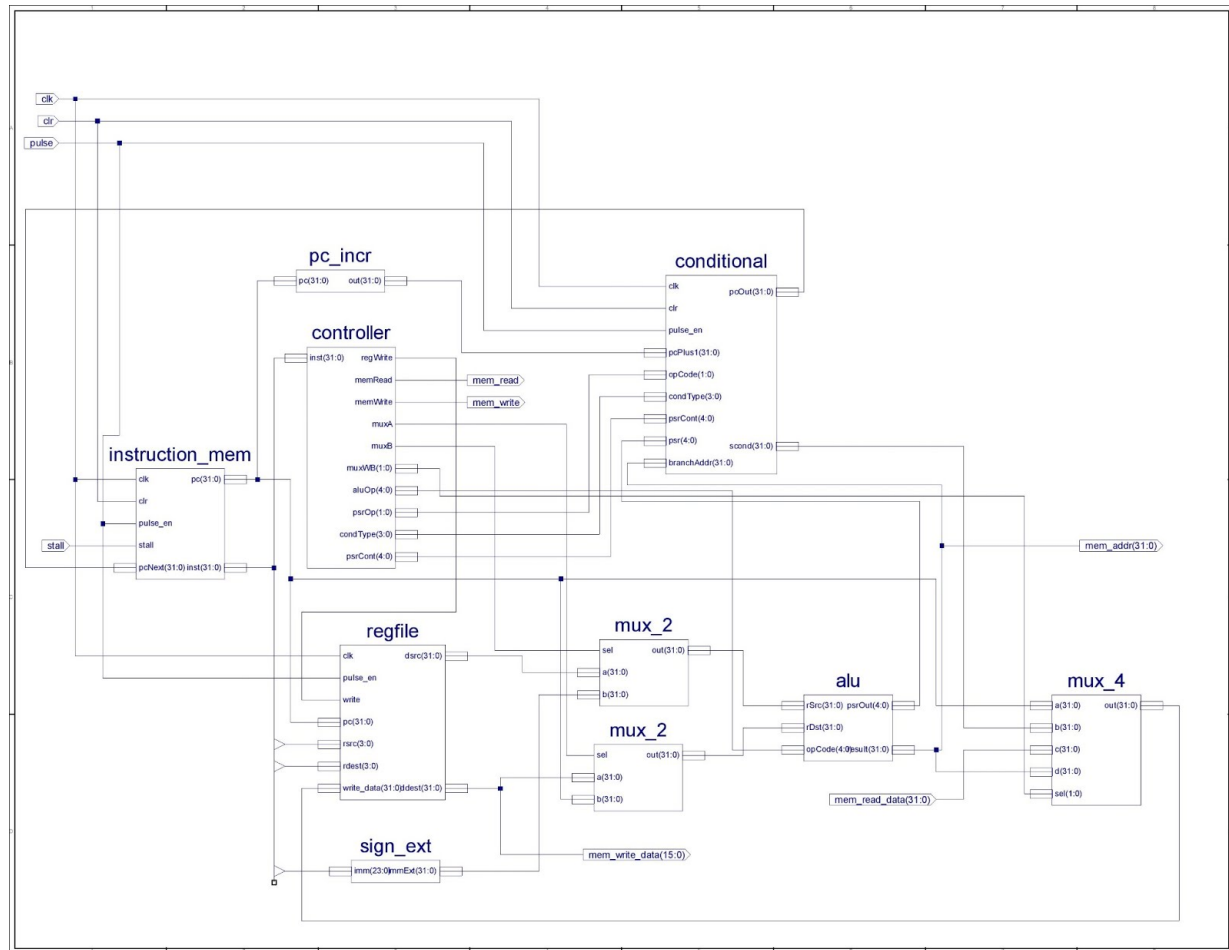 clk
clr
pulse
pc_incr
pc(31:0) out(31:0)
conditional
clk
clr
pulse_en
pcPlus1(31:0)
opCode(1:0)
condType(3:0)
psrCont(4:0)
psr(4:0)
branchAddr(31:0)
pcOut(31:0)
scond(31:0)
controller
inst(31:0)
regWrite
memRead
memWrite
muxA
muxB
muxWB(1:0)
aluOp(4:0)
psrOp(1:0)
condType(3:0)
psrCont(4:0)
mem_read
mem_write
instruction_mem
clk
clr
pulse_en
stall
pcNext(31:0) inst(31:0)
pc(31:0)
stall
mem_addr(31:0)
regfile
clk
pulse_en
write
pc(31:0)
rsrc(3:0)
rdest(3:0)
write_data(31:0)ddest(31:0)
dsrc(31:0)
mux_2
sel
a(31:0)
b(31:0)
out(31:0)
mux_2
sel
a(31:0)
b(31:0)
out(31:0)
alu
rSrc(31:0) psrOut(4:0)
rDst(31:0)
opCode(4:0)result(31:0)
mux_4
a(31:0)
b(31:0)
c(31:0)
d(31:0)
sel(1:0)
out(31:0)
mem_read_data(31:0)
sign_ext
imm(23:0)immExt(31:0)
mem_write_data(15:0)